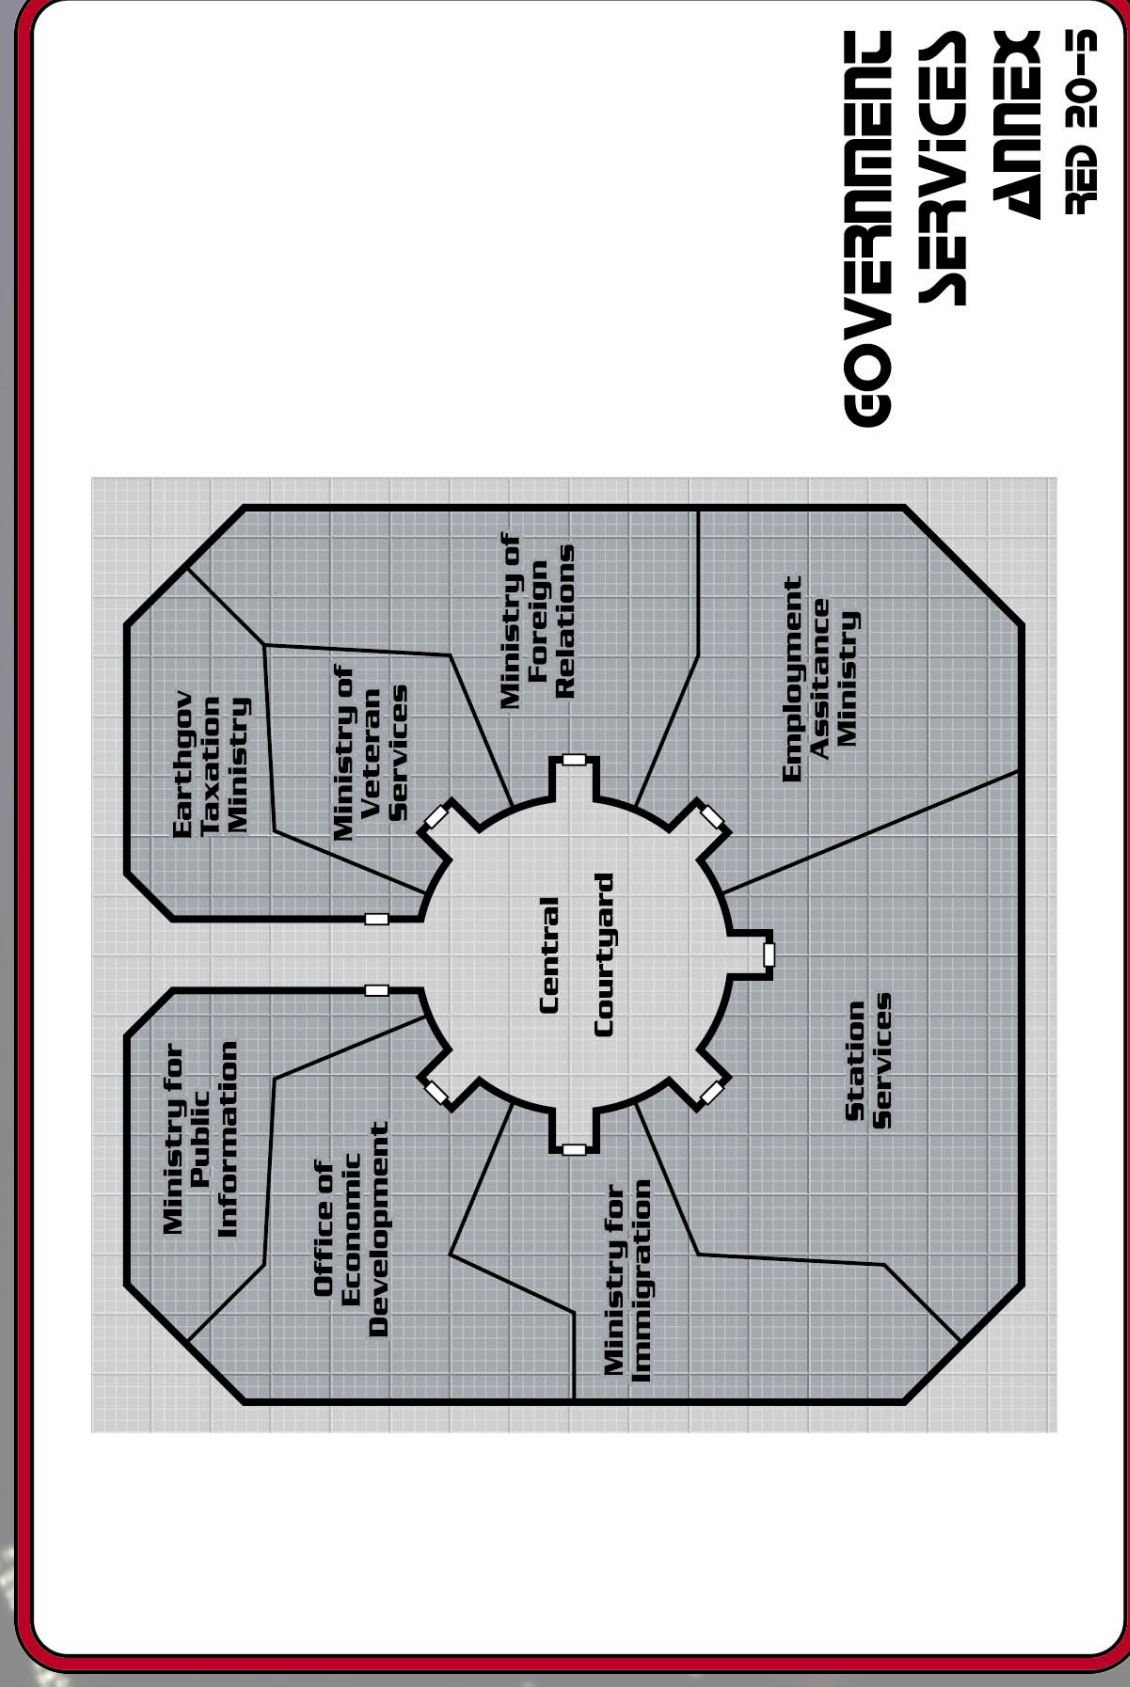 GOVERNMENT
SERVICES
ANNEX
RED 20-5
Earthgov
Taxation
Ministry
Ministry of
Veteran
Services
Ministry of
Foreign
Relations
Employment
Assitance
Ministry
Central
Courtyard
Ministry for
Public
Information
Office of
Economic
Development
Ministry for
Immigration
Station
Services